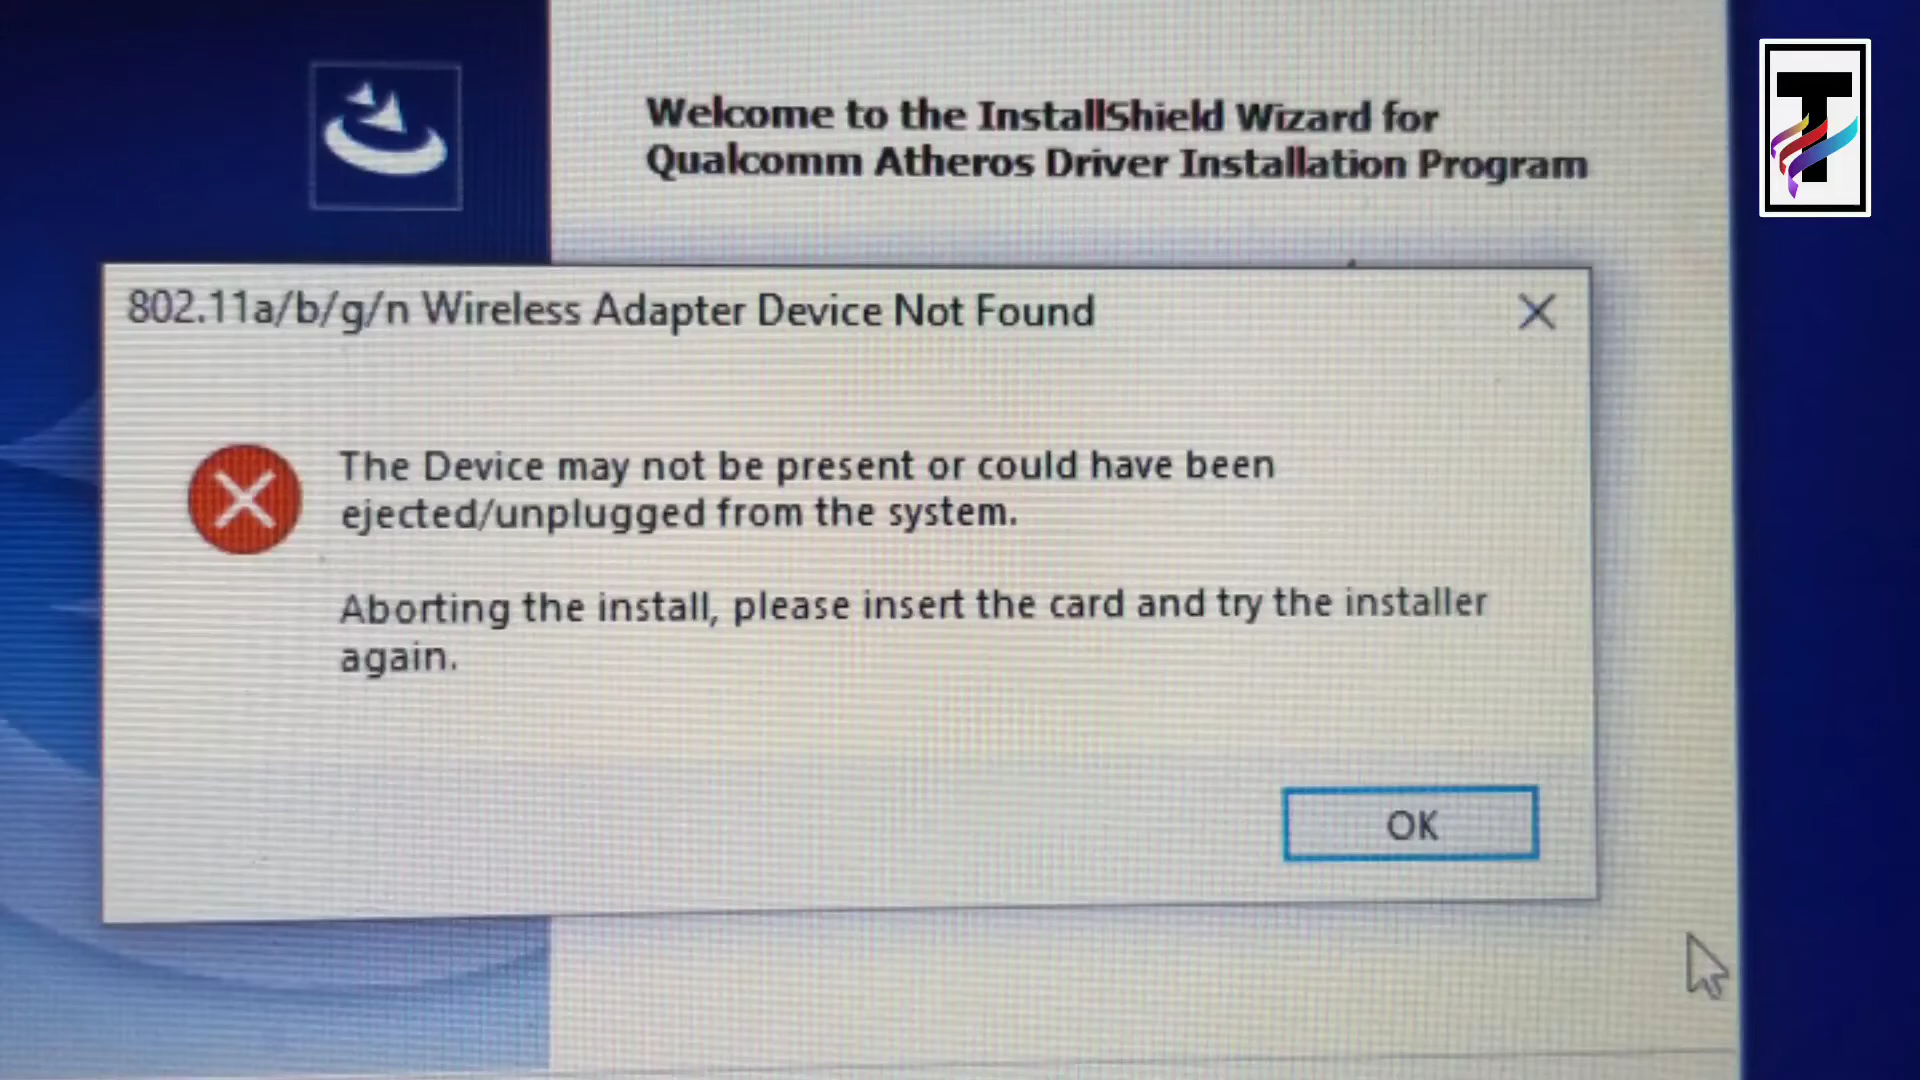 Welcome to the InstallShield Wizard for
Qualcomm Atheros Driver Installation Program
802.11a/b/g/n Wireless Adapter Device Not Found
The Device may not be present or could have been
ejected/unplugged from the system.
Aborting the install, please insert the card and try the installer
again.
OK
T